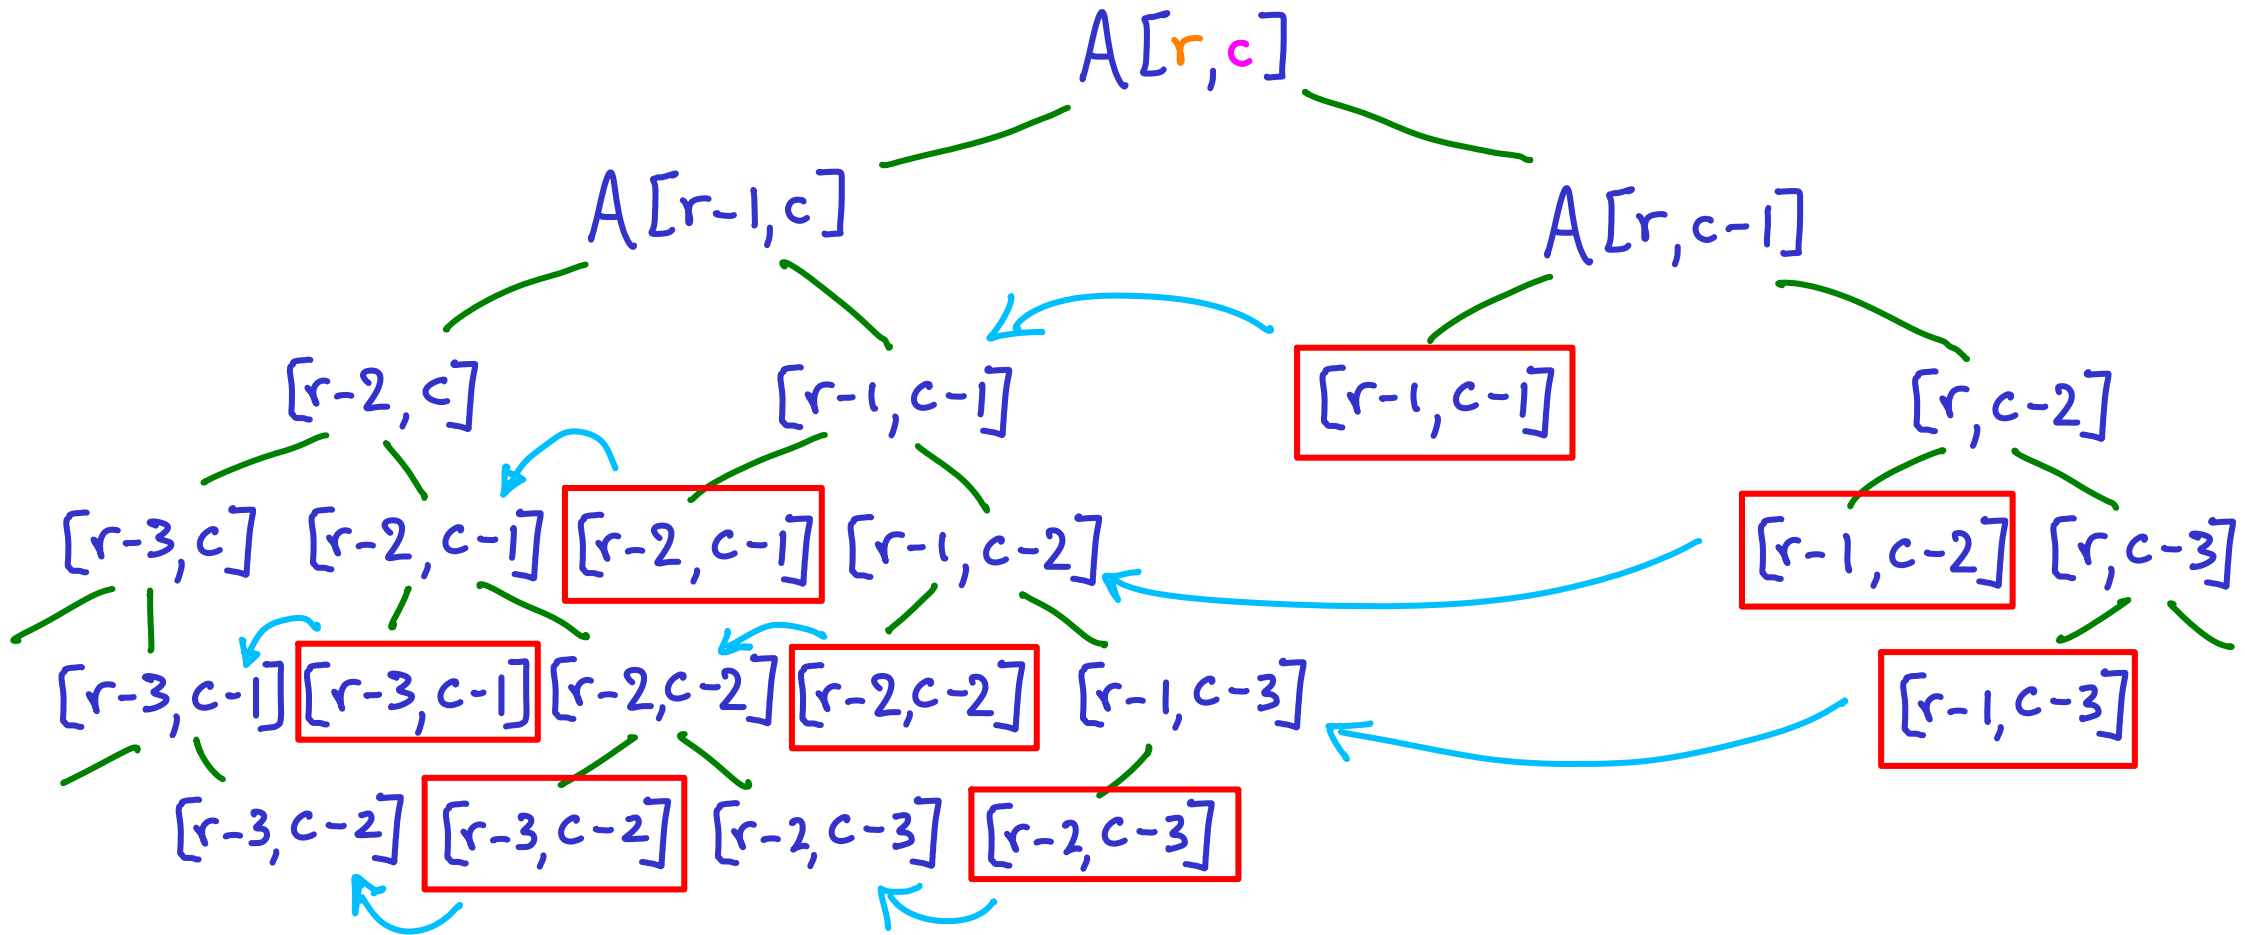 A[r,c]
A[r-1,c] A[r,c-1]
[r-2,c] [r-1,c-1] [r-1,c-1] [r,c-2]
[r-3,c] [r-2,c-1] [r-2,c-1] [r-1,c-2] [r-1,c-2] [r,c-3]
[r-3,c-1] [r-3,c-1] [r-2,c-2] [r-2,c-2] [r-1,c-3] [r-1,c-3]
[r-3,c-2] [r-3,c-2] [r-2,c-3] [r-2,c-3]